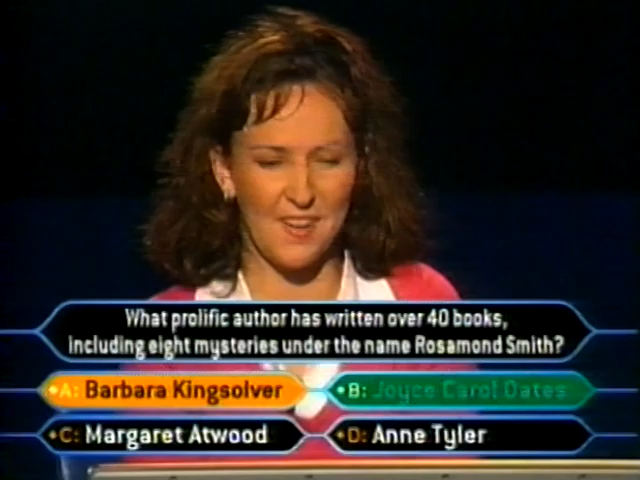 What prolific author has written over 40 books,
including eight mysteries under the name Rosamond Smith?
A: Barbara Kingsolver
B: Joyce Carol Oates
C: Margaret Atwood
D: Anne Tyler